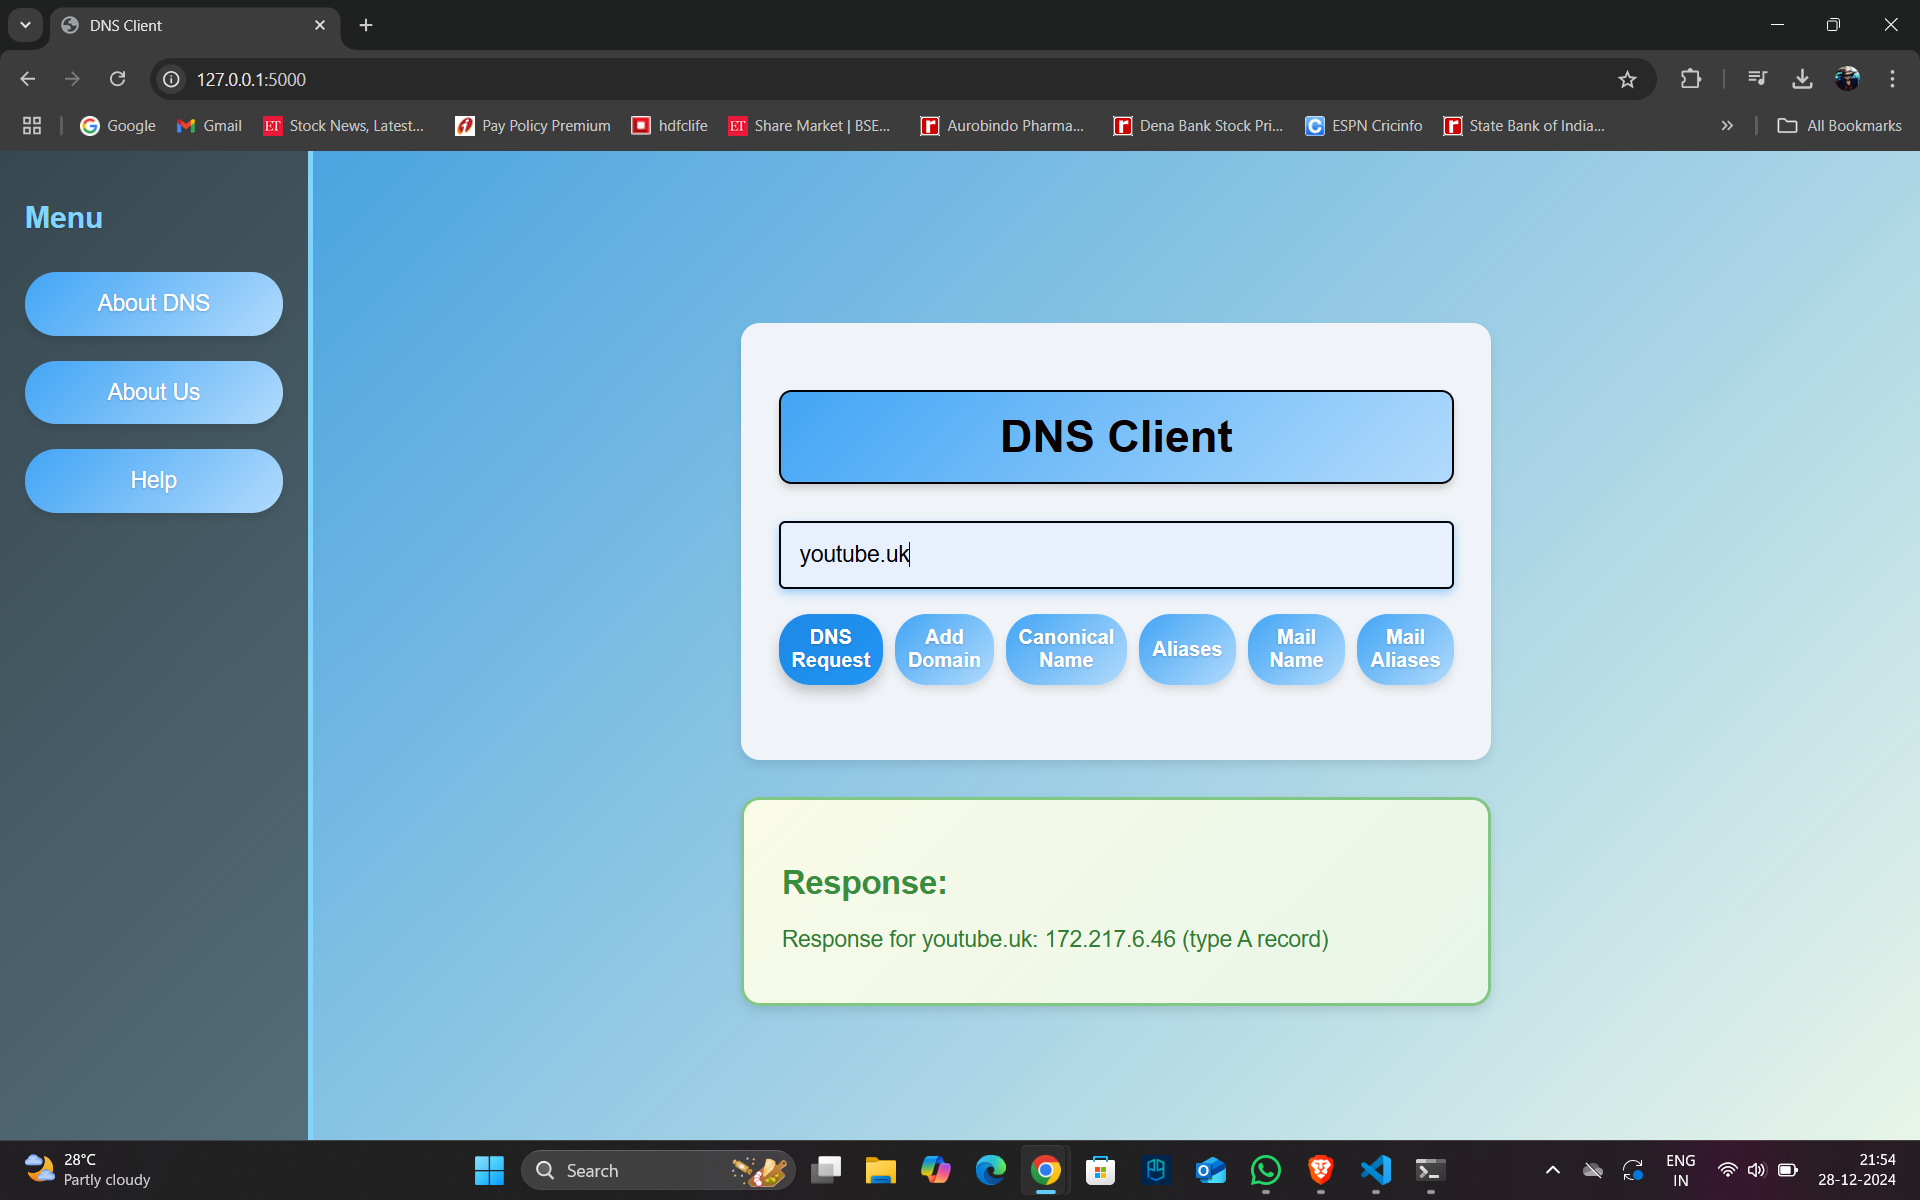 DNS Client
127.0.0.1:5000
Google
Gmail
ET
Stock News, Latest...
Pay Policy Premium
hdfclife
ET
Share Market | BSE...
r
Aurobindo Pharma...
r
Dena Bank Stock Pri...
C
ESPN Cricinfo
r
State Bank of India...
All Bookmarks
Menu
About DNS
About Us
Help
DNS Client
youtube.uk
DNS
Request
Add
Domain
Canonical
Name
Aliases
Mail
Name
Mail
Aliases
Response:
Response for youtube.uk: 172.217.6.46 (type A record)
28°C
Partly cloudy
Search
ENG
IN
21:54
28-12-2024